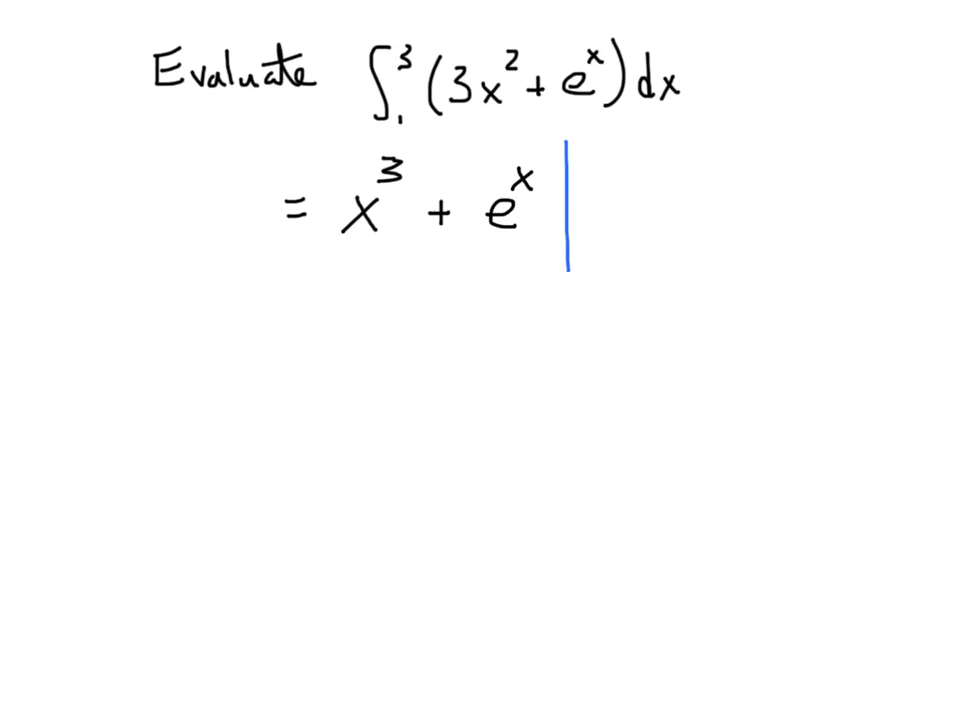 Evaluate ∫₁³ (3x² + eˣ) dx
= x³ + eˣ |